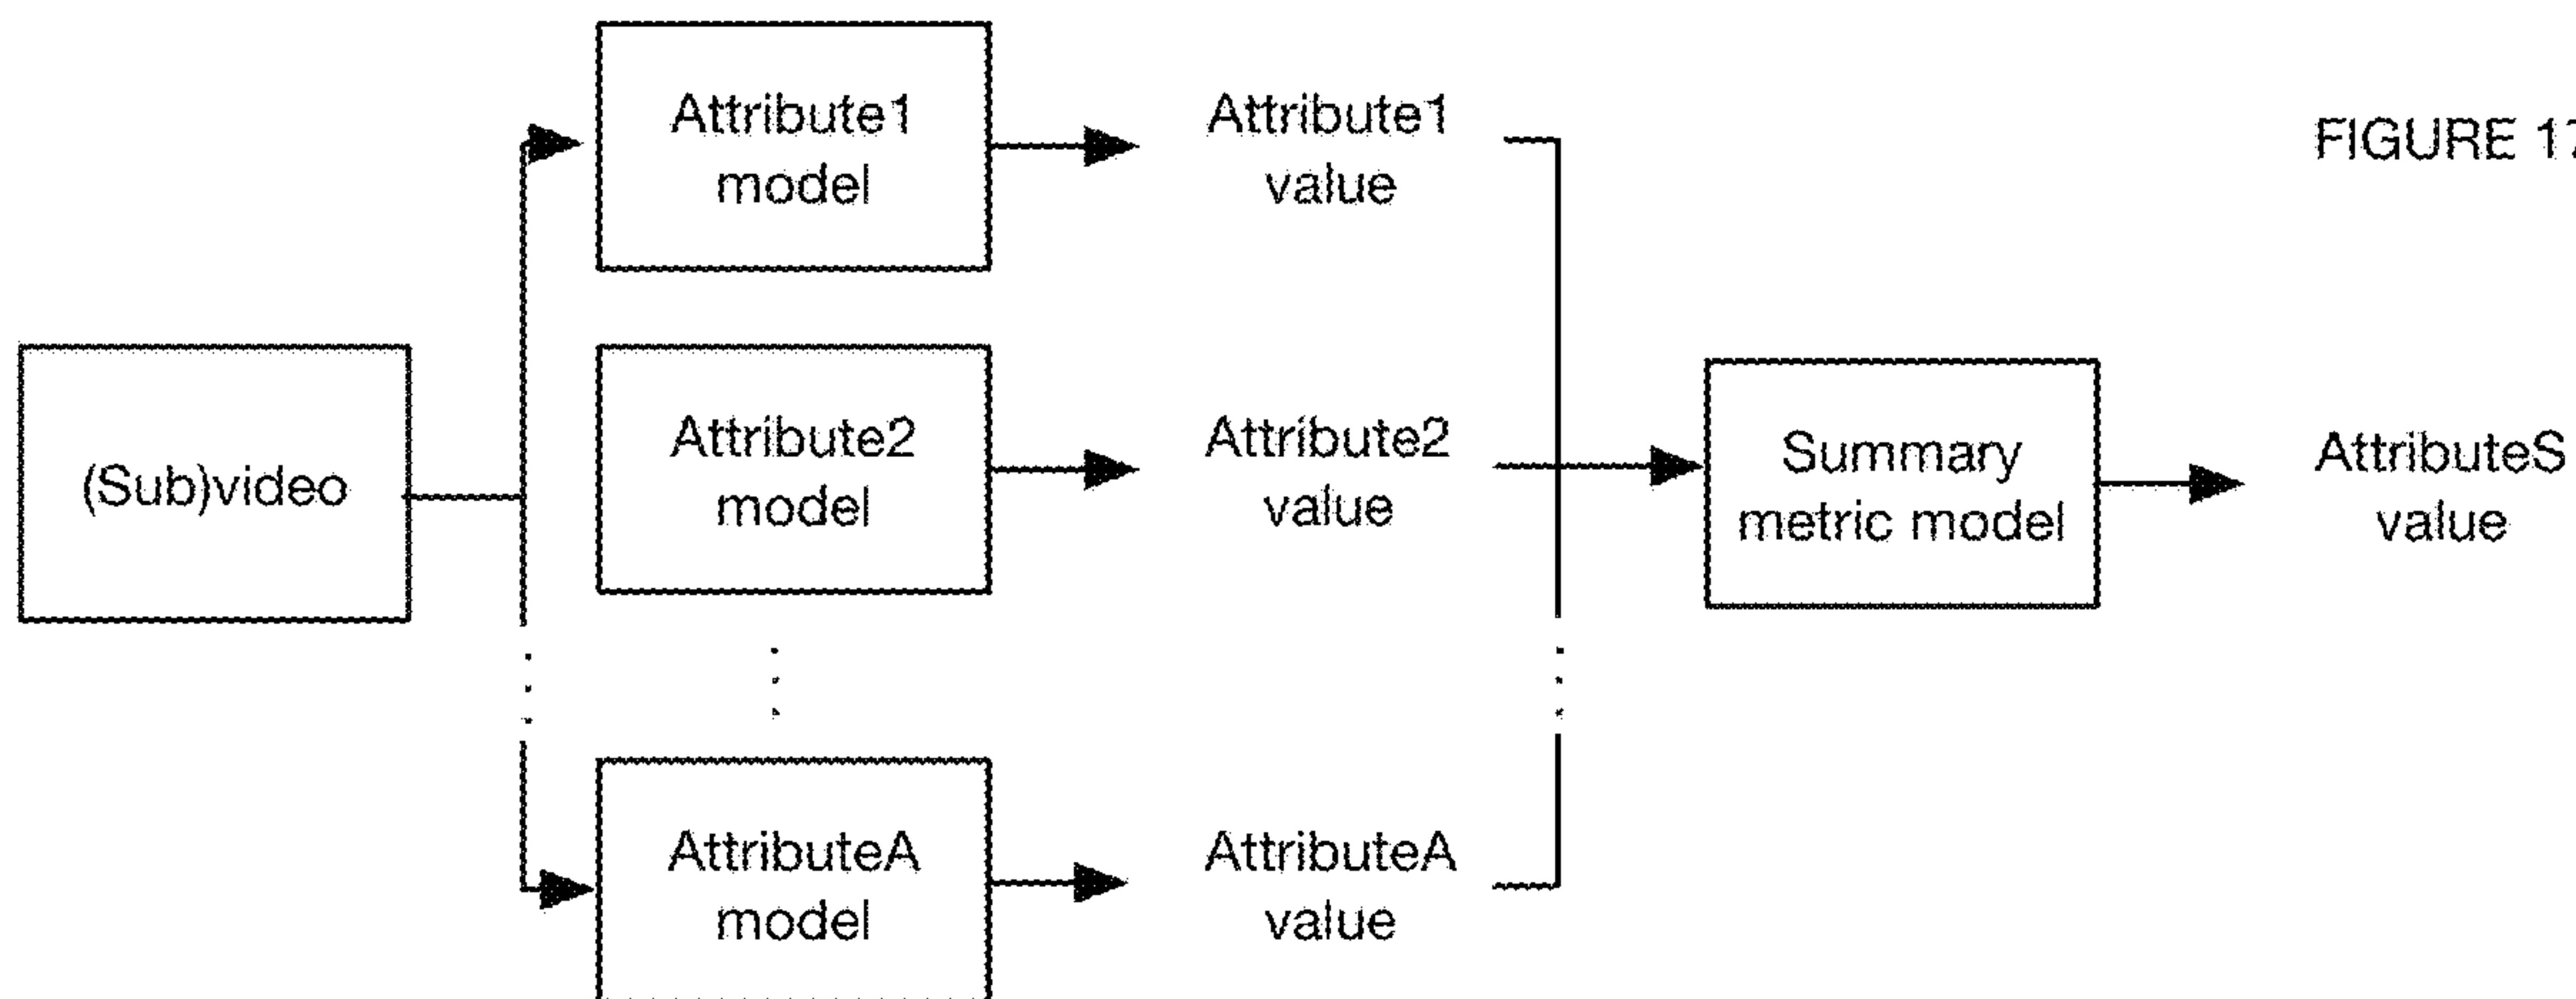 Attribute1
model
Attribute1
value
FIGURE 17
(Sub)video
Attribute2
model
Attribute2
value
Summary
metric model
AttributeS
value
AttributeA
model
AttributeA
value